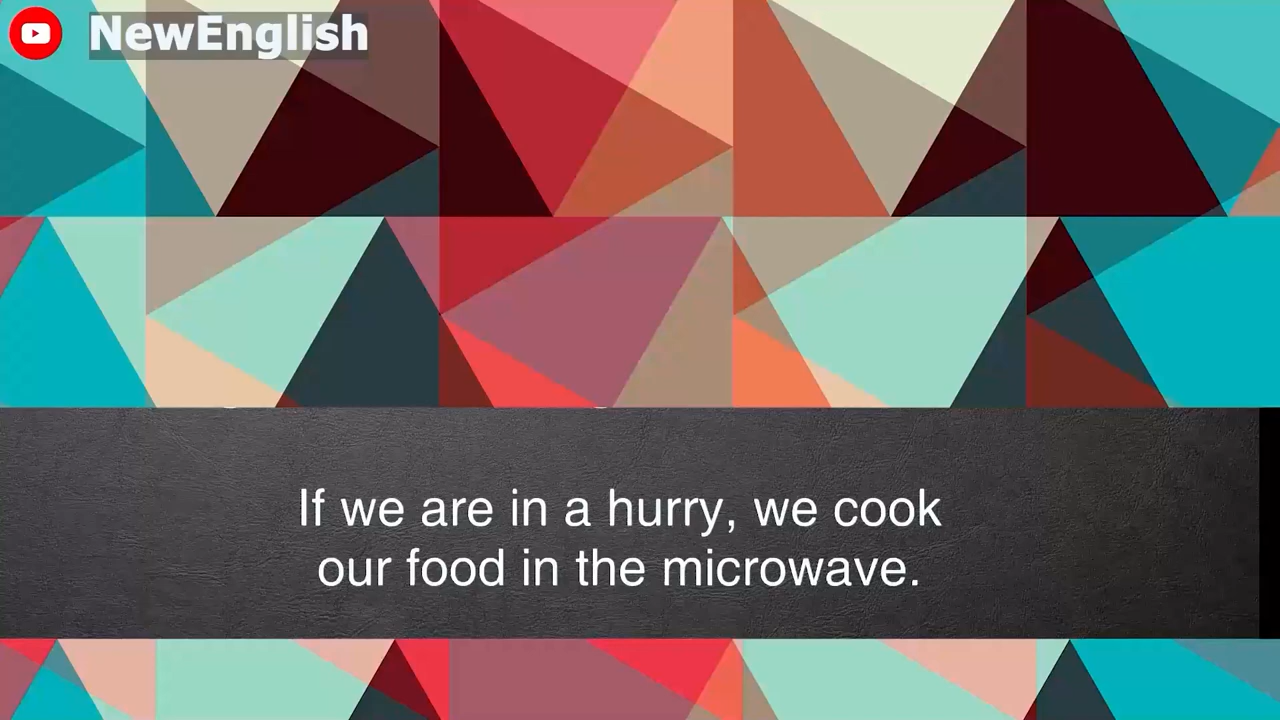 NewEnglish
If we are in a hurry, we cook
our food in the microwave.